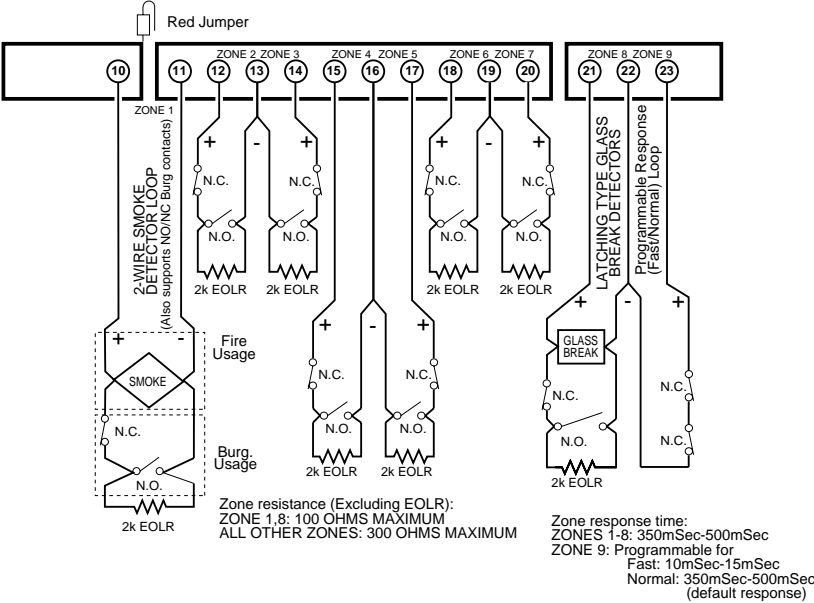 Red Jumper
ZONE 2 ZONE 3
ZONE 4 ZONE 5
ZONE 6 ZONE 7
ZONE 8 ZONE 9
10
11
12
13
14
15
16
17
18
19
20
21
22
23
ZONE 1
2-WIRE SMOKE
DETECTOR LOOP
(Also supports NO/NC Burg contacts)
+
-
+
N.C.
N.C.
N.O.
N.O.
2k EOLR
2k EOLR
+
-
+
N.C.
N.C.
N.O.
N.O.
2k EOLR
2k EOLR
LATCHING TYPE GLASS
BREAK DETECTORS
Programmable Response
(Fast/Normal) Loop
+
-
+
GLASS
BREAK
N.C.
N.O.
2k EOLR
N.C.
N.C.
+
-
+
N.C.
N.C.
N.O.
N.O.
2k EOLR
2k EOLR
+
-
Fire
Usage
SMOKE
N.C.
Burg.
Usage
N.O.
2k EOLR
Zone resistance (Excluding EOLR):
ZONE 1,8: 100 OHMS MAXIMUM
ALL OTHER ZONES: 300 OHMS MAXIMUM
Zone response time:
ZONES 1-8: 350mSec-500mSec
ZONE 9: Programmable for
Fast: 10mSec-15mSec
Normal: 350mSec-500mSec
(default response)